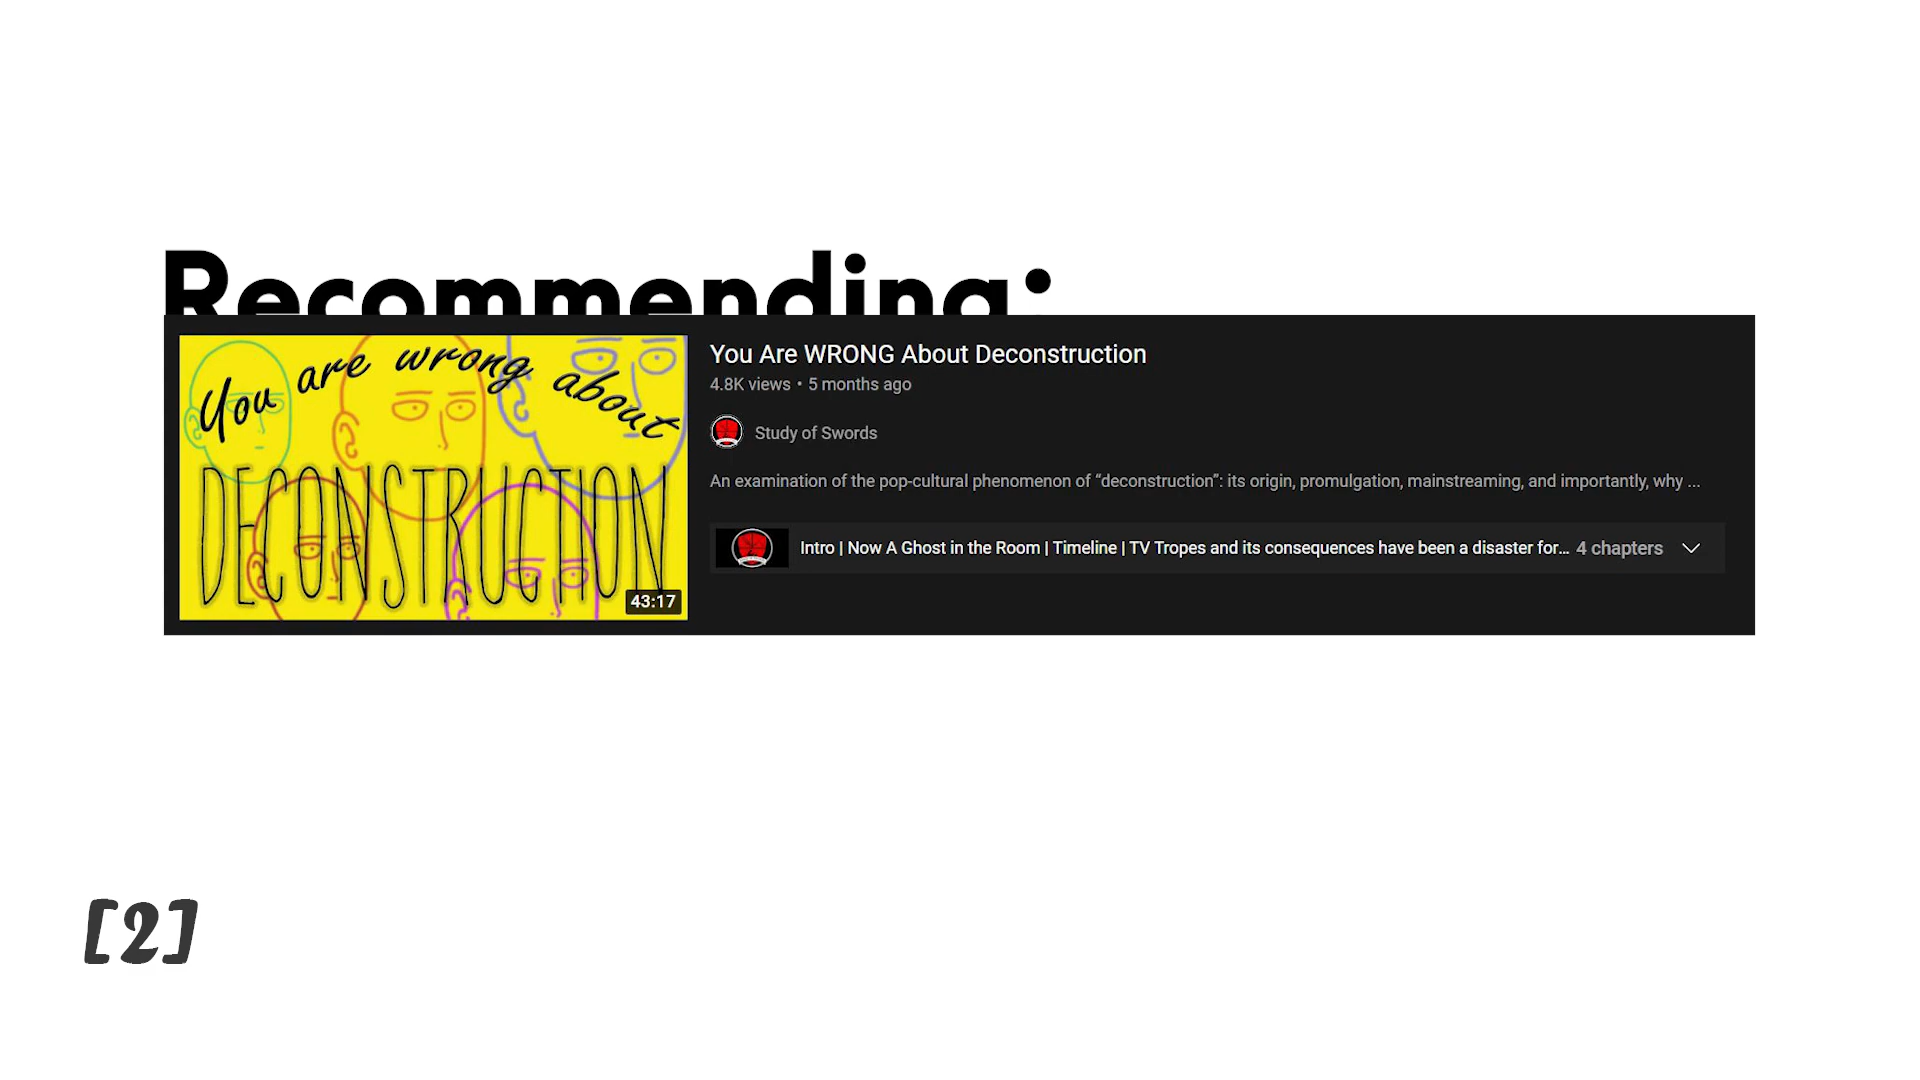 Recommending:
You are wrong about
DECONSTRUCTION
43:17
You Are WRONG About Deconstruction
4.8K views • 5 months ago
Study of Swords
An examination of the pop-cultural phenomenon of “deconstruction”: its origin, promulgation, mainstreaming, and importantly, why ...
Intro | Now A Ghost in the Room | Timeline | TV Tropes and its consequences have been a disaster for... 4 chapters
[2]